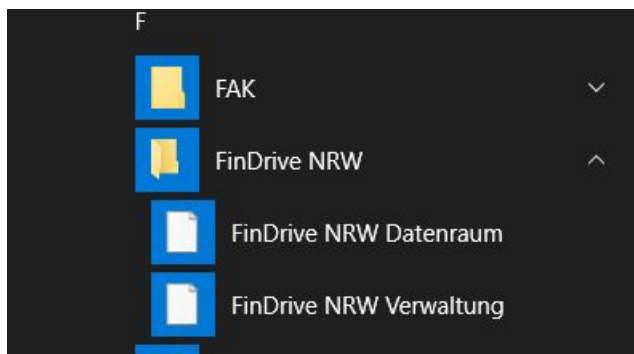 F
FAK
FinDrive NRW
FinDrive NRW Datenraum
FinDrive NRW Verwaltung